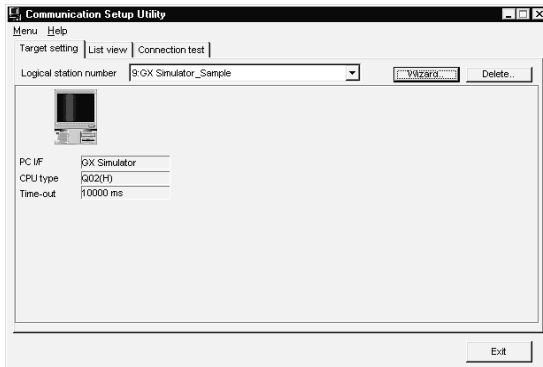 Communication Setup Utility
Menu Help
Target setting List view Connection test
Logical station number 9:GX Simulator_Sample Wizard.. Delete..
PC I/F GX Simulator
CPU type Q02(H)
Time-out 10000 ms
Exit